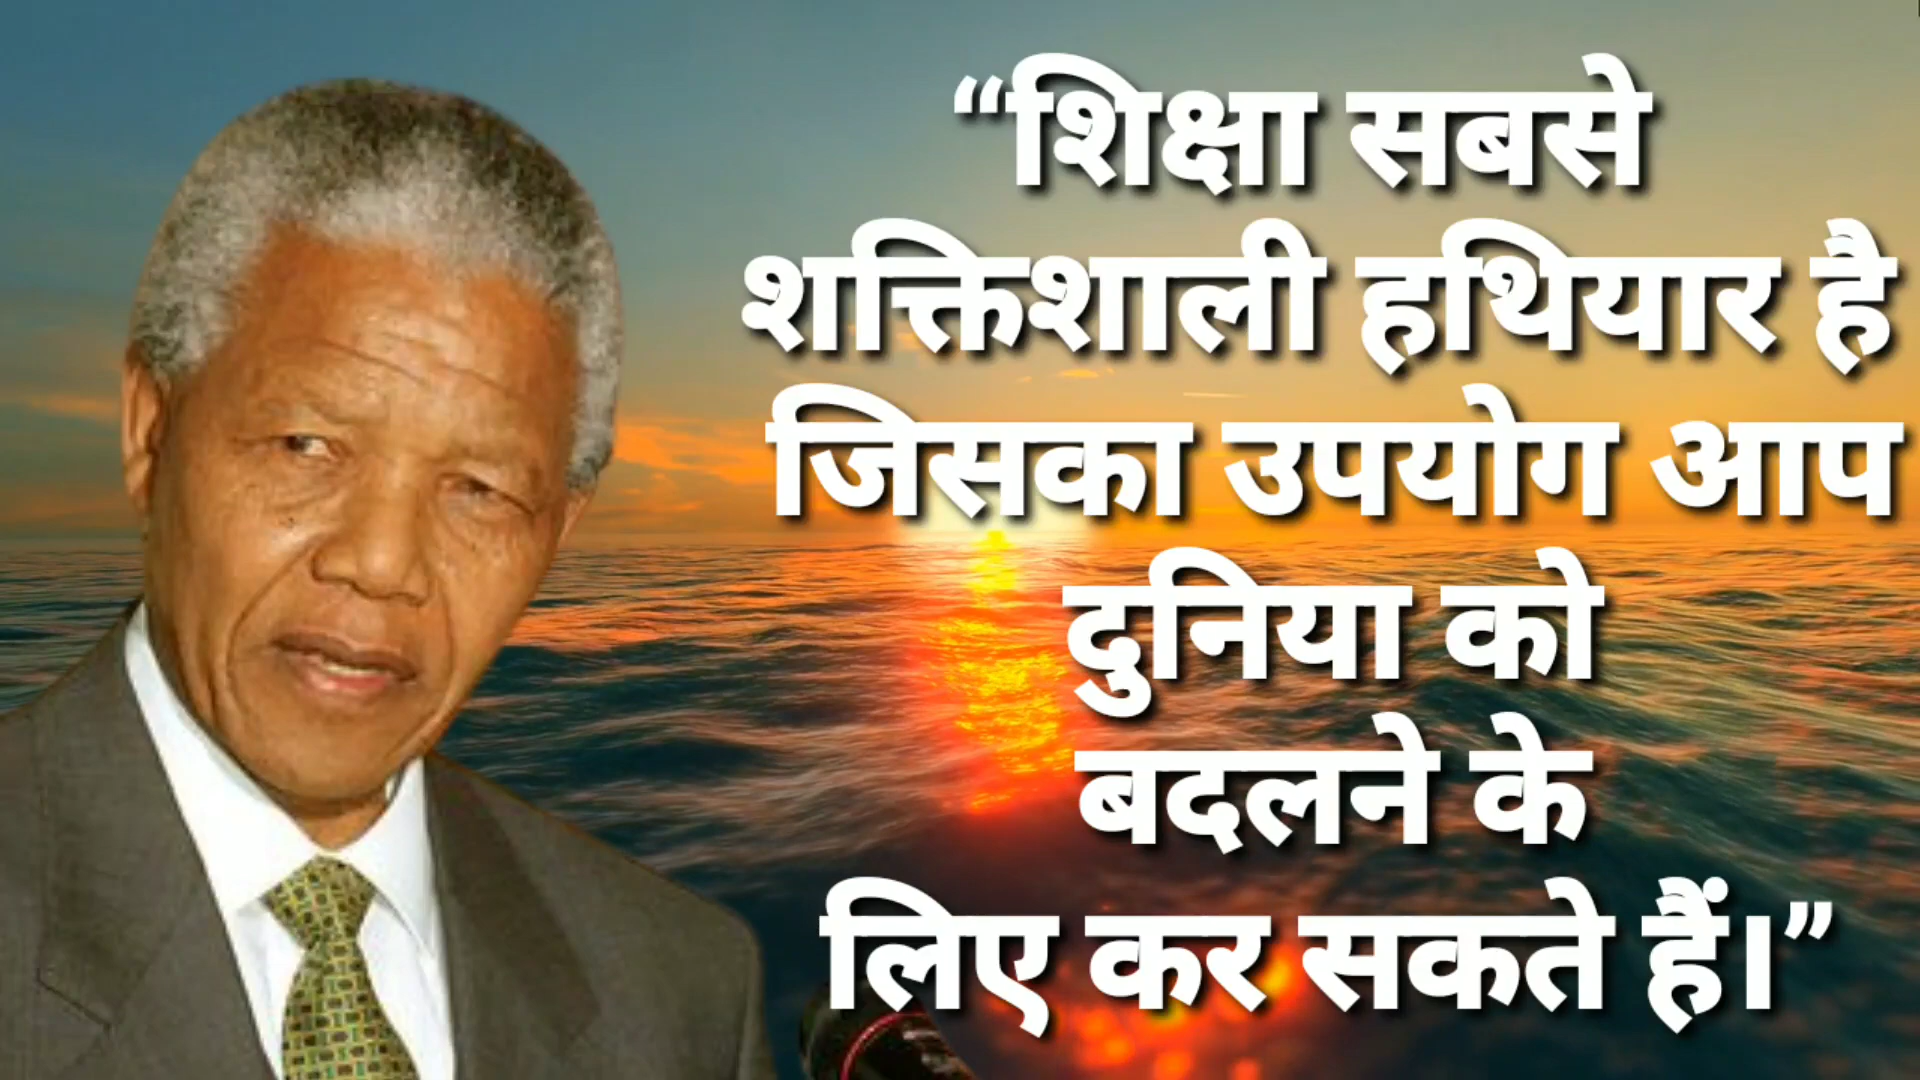 “शिक्षा सबसे
शक्तिशाली हथियार है
जिसका उपयोग आप
दुनिया को
बदलने के
लिए कर सकते हैं।”